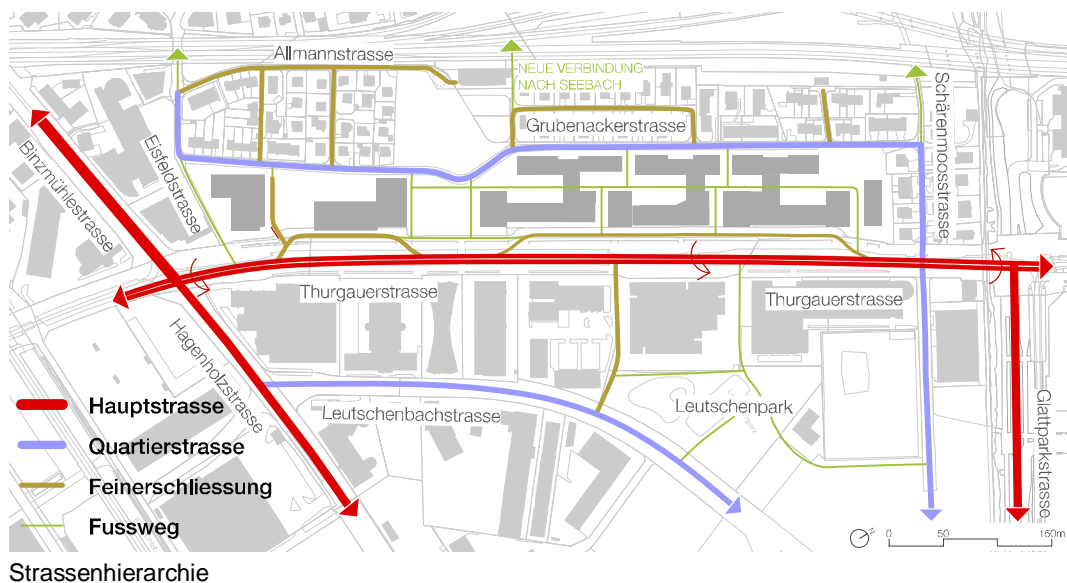 Allmannstrasse
NEUE VERBINDUNG
NACH SEEBACH
Grubenackerstrasse
Schärenmoosstrasse
Binzmühlestrasse
Eisfeldstrasse
Thurgauerstrasse
Thurgauerstrasse
Hagenholzstrasse
Leutschenbachstrasse
Leutschenpark
Glattparkstrasse
Hauptstrasse
Quartierstrasse
Feinerschliessung
Fussweg
N
0 50 150m
Strassenhierarchie